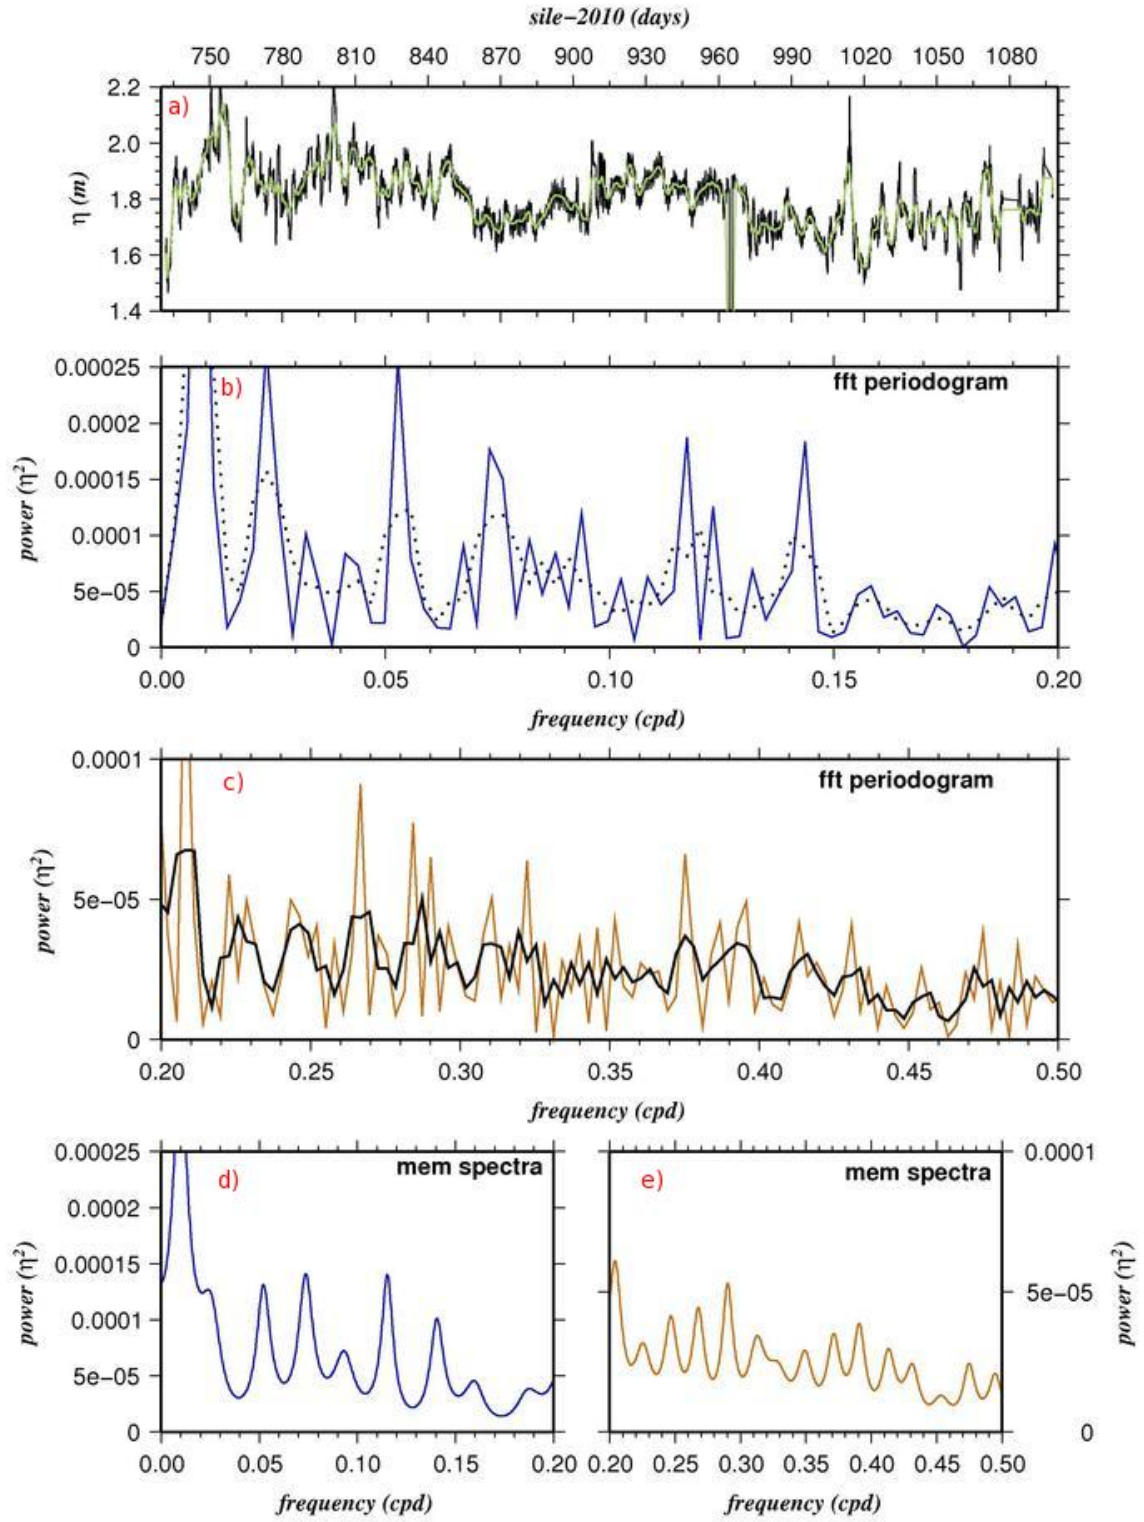 sile−2010 (days)
750 780 810 840 870 900 930 960 990 1020 1050 1080
a)
2.2
2.0
1.8
1.6
1.4
η (m)
b)
fft periodogram
0.00025
0.0002
0.00015
0.0001
5e−05
0
power (η²)
0.00 0.05 0.10 0.15 0.20
frequency (cpd)
c)
fft periodogram
0.0001
5e−05
0
power (η²)
0.20 0.25 0.30 0.35 0.40 0.45 0.50
frequency (cpd)
d)
mem spectra
0.00025
0.0002
0.00015
0.0001
5e−05
0
power (η²)
0.00 0.05 0.10 0.15 0.20
frequency (cpd)
e)
mem spectra
0.0001
5e−05
0
power (η²)
0.20 0.25 0.30 0.35 0.40 0.45 0.50
frequency (cpd)